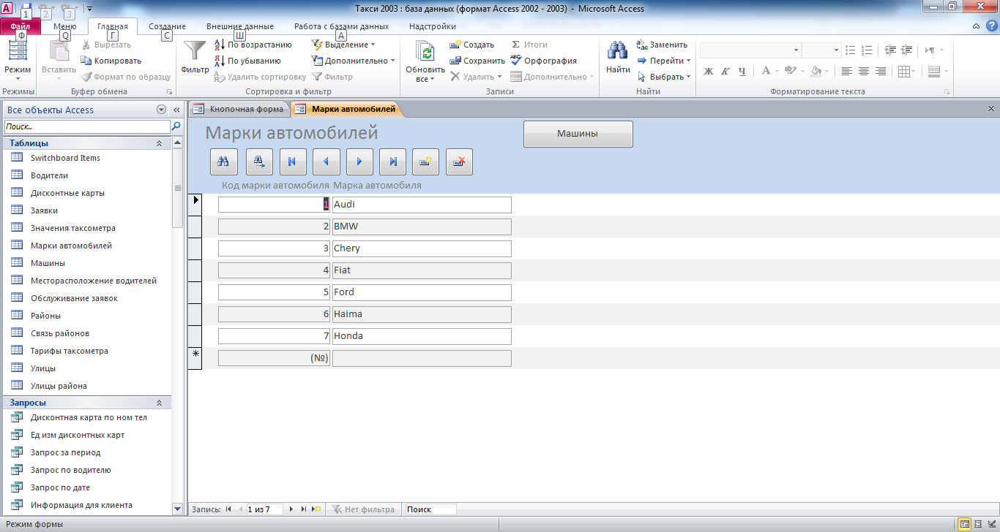 Такси 2003 : база данных (формат Access 2002 - 2003) - Microsoft Access
1 2 3
Файл Меню Главная Создание Внешние данные Работа с базами данных Надстройки
Ф Q Г С Ш А
Режим
Режимы
Вставить
Вырезать
Копировать
Формат по образцу
Буфер обмена
Фильтр
По возрастанию
По убыванию
Удалить сортировку
Выделение
Дополнительно
Фильтр
Сортировка и фильтр
Обновить
все
Создать
Сохранить
Удалить
Итоги
Орфография
Дополнительно
Записи
Найти
Заменить
Перейти
Выбрать
Найти
Ж К Ч
А
Форматирование текста
Все объекты Access
Поиск...
Таблицы
Switchboard Items
Водители
Дисконтные карты
Заявки
Значения таксометра
Марки автомобилей
Машины
Месторасположение водителей
Обслуживание заявок
Районы
Связь районов
Тарифы таксометра
Улицы
Улицы района
Запросы
Дисконтная карта по ном тел
Ед изм дисконтных карт
Запрос за период
Запрос по водителю
Запрос по дате
Информация для клиента
Кнопочная форма Марки автомобилей
Марки автомобилей
Машины
Код марки автомобиля Марка автомобиля
1 Audi
2 BMW
3 Chery
4 Fiat
5 Ford
6 Haima
7 Honda
(№)
Запись: 1 из 7 Нет фильтра Поиск
Режим формы